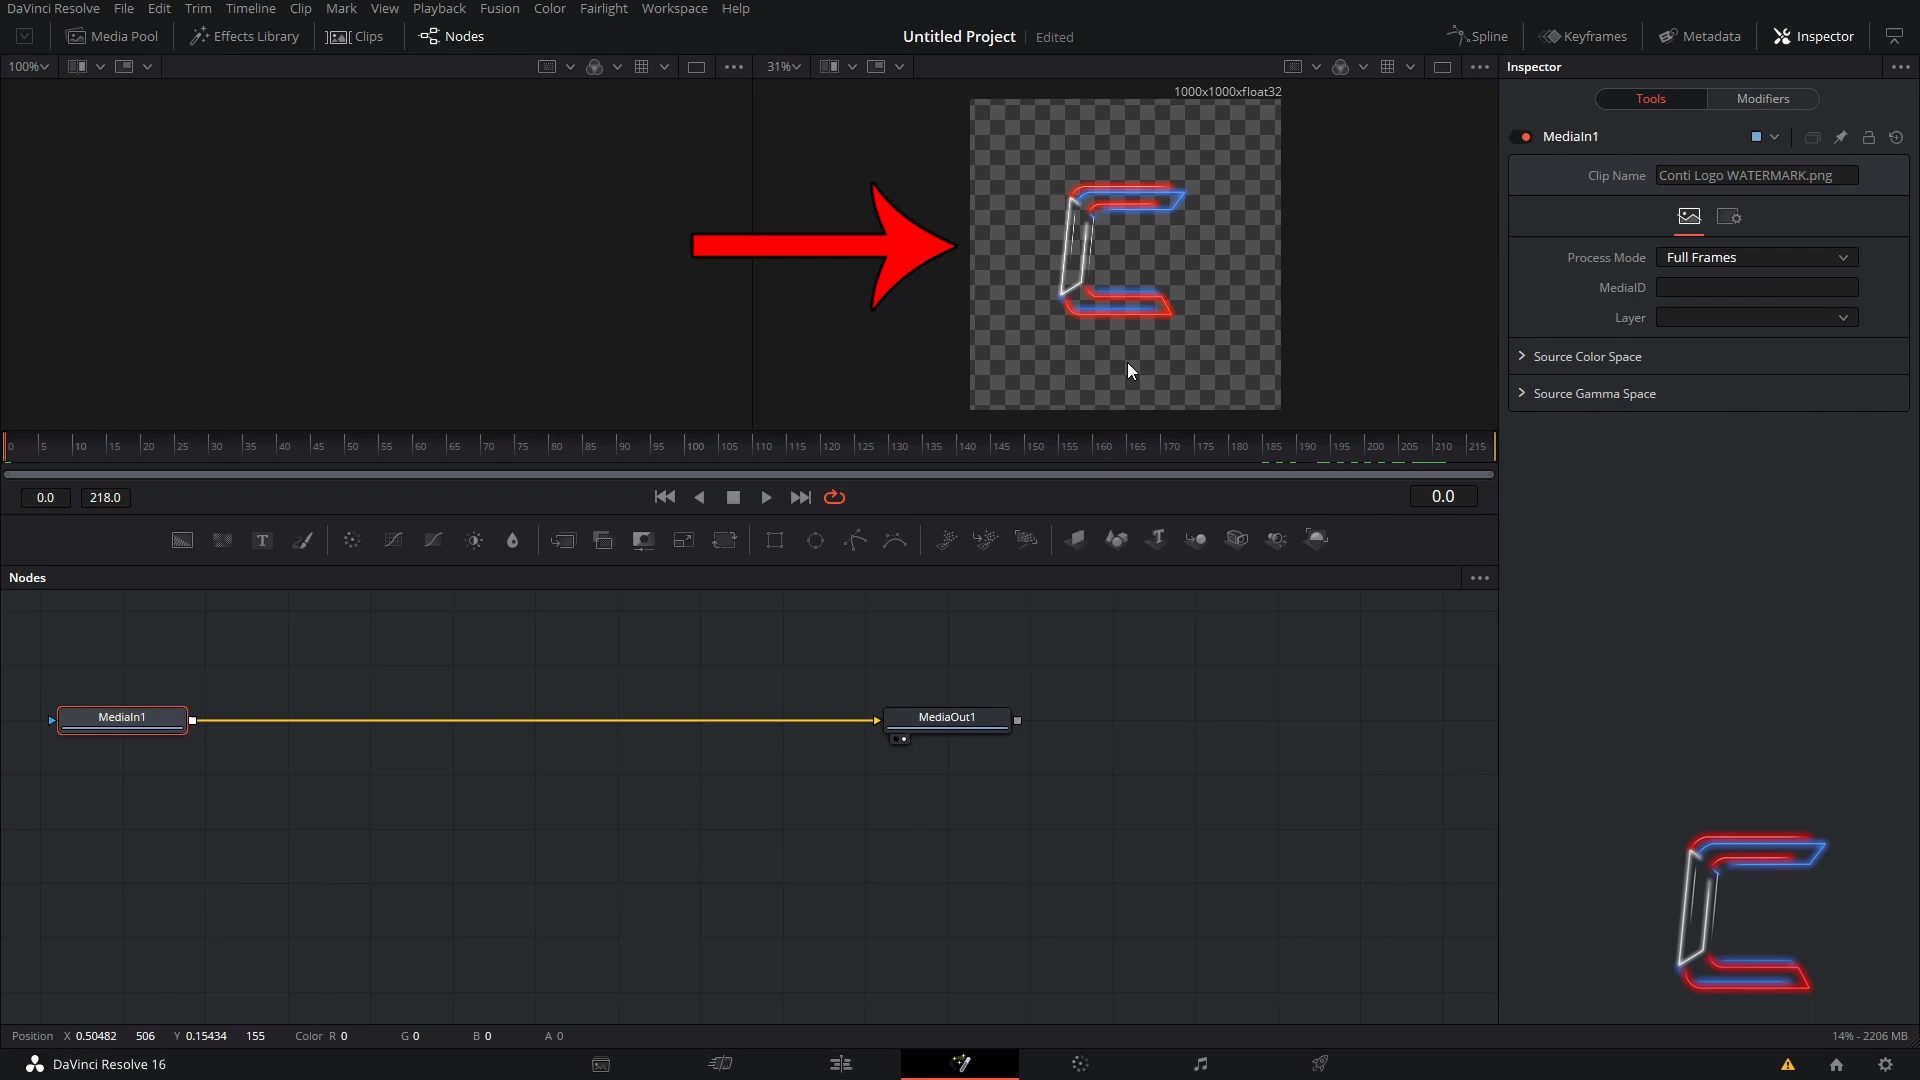 DaVinci Resolve File Edit Trim Timeline Clip Mark View Playback Fusion Color Fairlight Workspace Help
Media Pool Effects Library Clips Nodes Untitled Project Edited Spline Keyframes Metadata Inspector
100% 31% Inspector
1000x1000xfloat32
Tools Modifiers
MediaIn1
Clip Name Conti Logo WATERMARK.png
Process Mode Full Frames
MediaID
Layer
Source Color Space
Source Gamma Space
0 5 10 15 20 25 30 35 40 45 50 55 60 65 70 75 80 85 90 95 100 105 110 115 120 125 130 135 140 145 150 155 160 165 170 175 180 185 190 195 200 205 210 215
0.0 218.0 0.0
T T
Nodes
MediaIn1 MediaOut1
Position X 0.50482 506 Y 0.15434 155 Color R 0 G 0 B 0 A 0 14% - 2206 MB
DaVinci Resolve 16